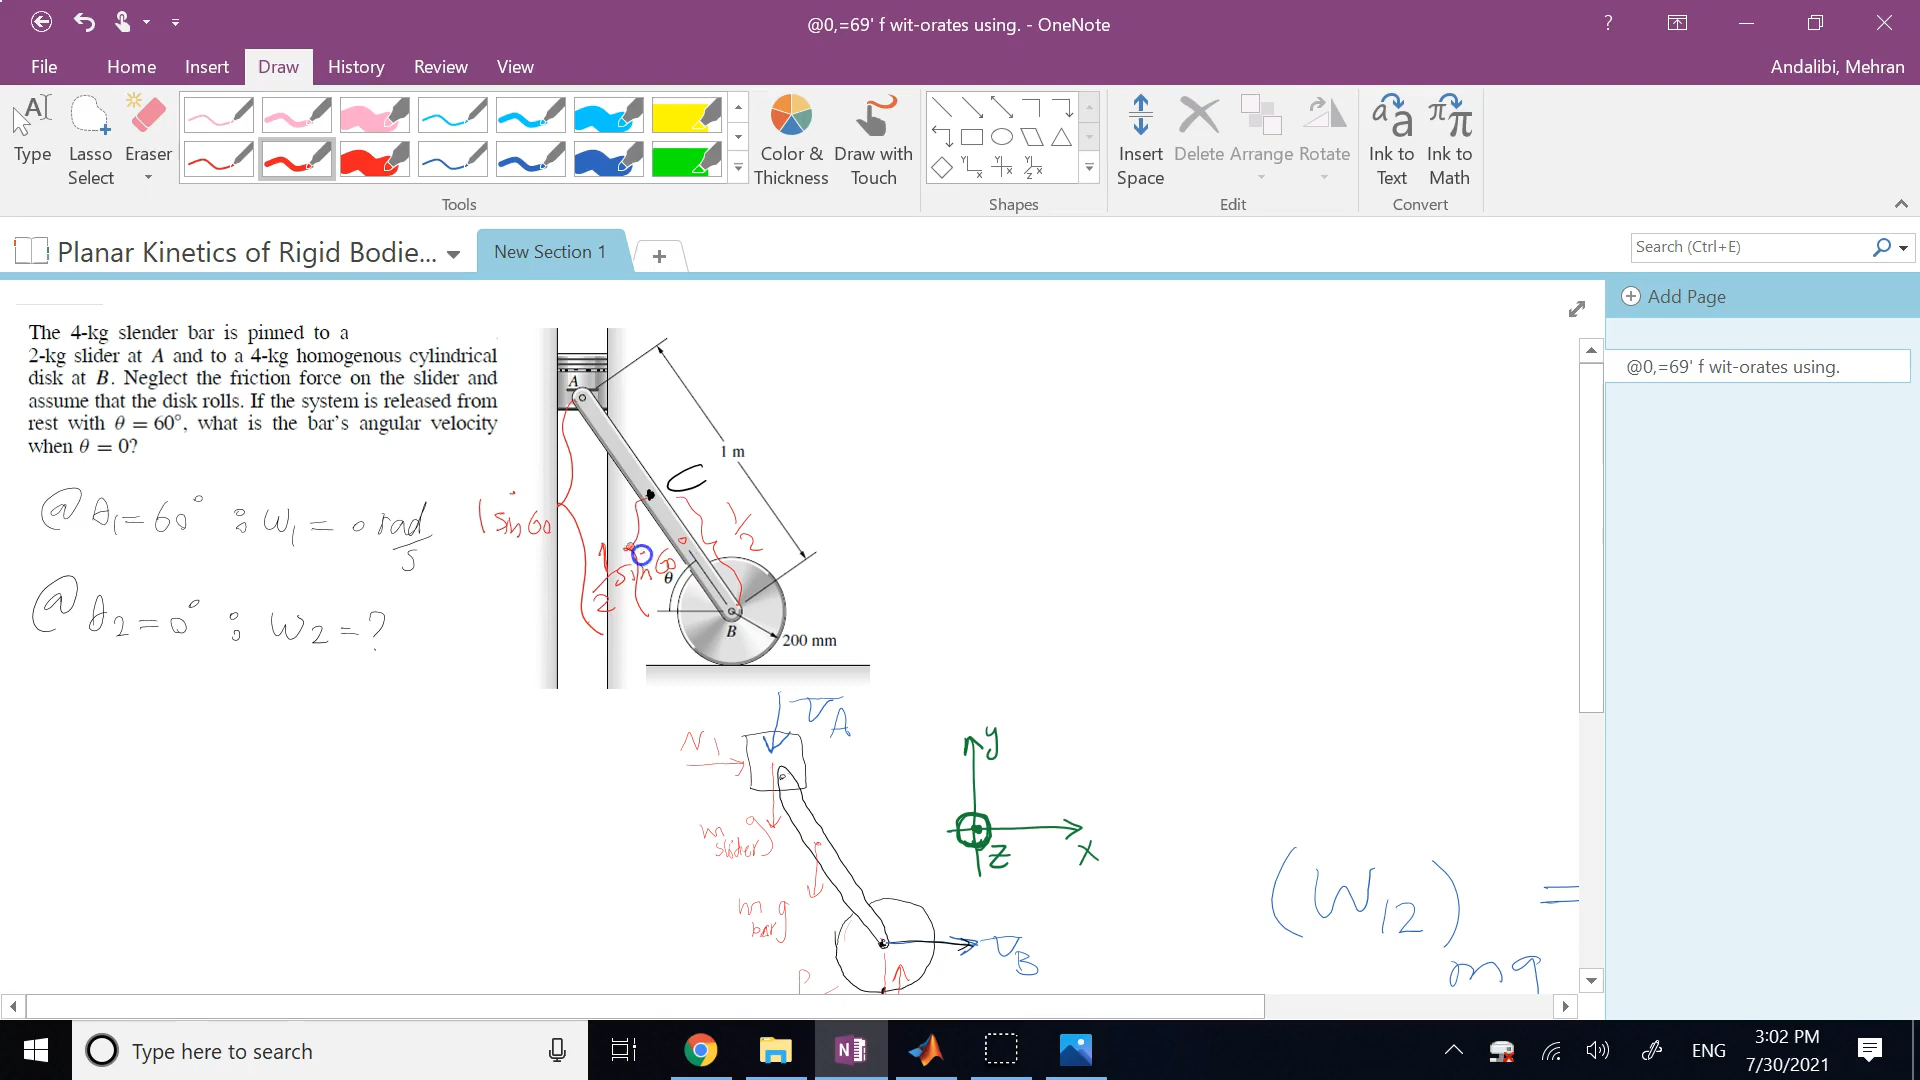 @0,=69' f wit-orates using. - OneNote
?
File Home Insert Draw History Review View
Andalibi, Mehran
Type
Lasso Select
Eraser
Color & Thickness
Draw with Touch
Insert Space
Delete
Arrange
Rotate
Ink to Text
Ink to Math
Tools
Shapes
Edit
Convert
Planar Kinetics of Rigid Bodie...
New Section 1
+
Search (Ctrl+E)
Add Page
@0,=69' f wit-orates using.
The 4-kg slender bar is pinned to a
2-kg slider at A and to a 4-kg homogenous cylindrical
disk at B. Neglect the friction force on the slider and
assume that the disk rolls. If the system is released from
rest with θ = 60°, what is the bar's angular velocity
when θ = 0?
A
1 m
C
1 sin 60
1/2 sin 60°
1/2
θ
B
200 mm
@ θ1 = 60° : ω1 = 0 rad/s
@ θ2 = 0° : ω2 = ?
vA
N1
m slider g
m bar g
vB
P
y
x
z
(W12) mg =
Type here to search
ENG
3:02 PM
7/30/2021